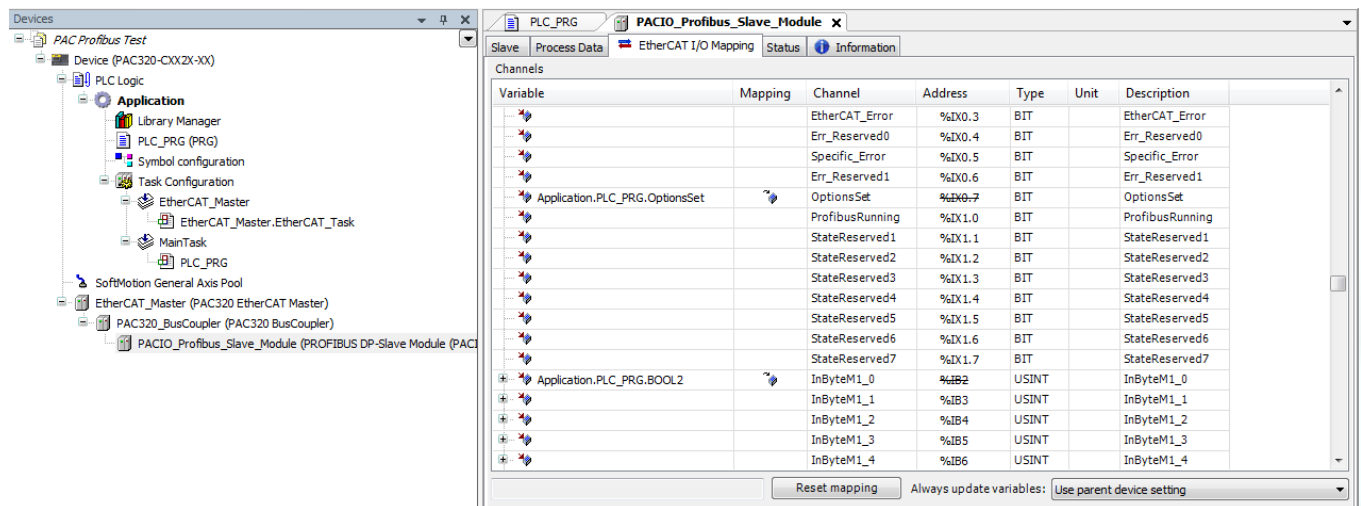 Devices
PAC Profibus Test
Device (PAC320-CXX2X-XX)
PLC Logic
Application
Library Manager
PLC_PRG (PRG)
Symbol configuration
Task Configuration
EtherCAT_Master
EtherCAT_Master.EtherCAT_Task
MainTask
PLC_PRG
SoftMotion General Axis Pool
EtherCAT_Master (PAC320 EtherCAT Master)
PAC320_BusCoupler (PAC320 BusCoupler)
PACIO_Profibus_Slave_Module (PROFIBUS DP-Slave Module (PACI
PLC_PRG PACIO_Profibus_Slave_Module
Slave Process Data EtherCAT I/O Mapping Status Information
Channels
Variable Mapping Channel Address Type Unit Description
EtherCAT_Error %IX0.3 BIT EtherCAT_Error
Err_Reserved0 %IX0.4 BIT Err_Reserved0
Specific_Error %IX0.5 BIT Specific_Error
Err_Reserved1 %IX0.6 BIT Err_Reserved1
Application.PLC_PRG.OptionsSet OptionsSet %IX0.7 BIT OptionsSet
ProfibusRunning %IX1.0 BIT ProfibusRunning
StateReserved1 %IX1.1 BIT StateReserved1
StateReserved2 %IX1.2 BIT StateReserved2
StateReserved3 %IX1.3 BIT StateReserved3
StateReserved4 %IX1.4 BIT StateReserved4
StateReserved5 %IX1.5 BIT StateReserved5
StateReserved6 %IX1.6 BIT StateReserved6
StateReserved7 %IX1.7 BIT StateReserved7
Application.PLC_PRG.BOOL2 InByteM1_0 %IB2 USINT InByteM1_0
InByteM1_1 %IB3 USINT InByteM1_1
InByteM1_2 %IB4 USINT InByteM1_2
InByteM1_3 %IB5 USINT InByteM1_3
InByteM1_4 %IB6 USINT InByteM1_4
Reset mapping Always update variables: Use parent device setting